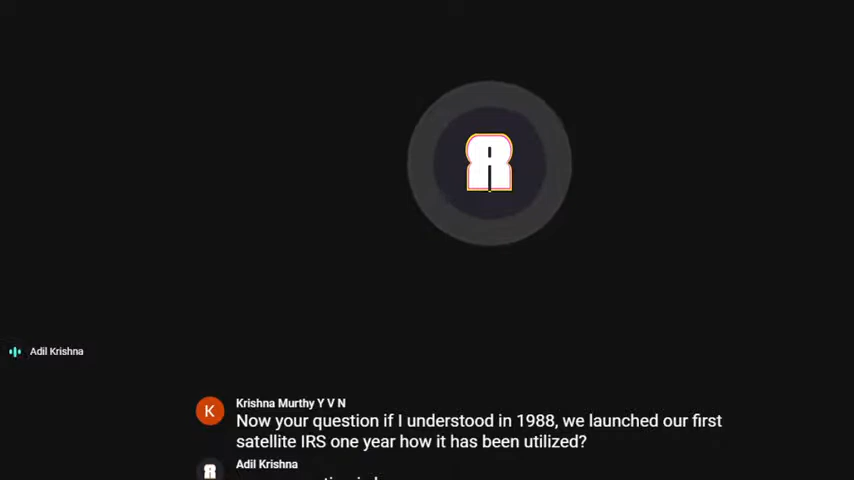 Adil Krishna
Krishna Murthy Y V N
K
Now your question if I understood in 1988, we launched our first
satellite IRS one year how it has been utilized?
Adil Krishna